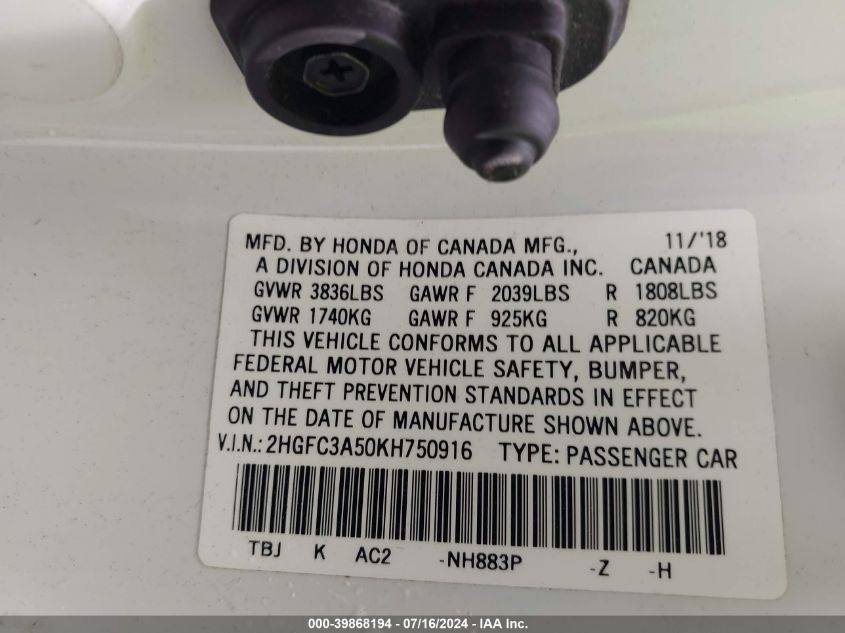 MFD. BY HONDA OF CANADA MFG., 11/'18
A DIVISION OF HONDA CANADA INC. CANADA
GVWR 3836LBS GAWR F 2039LBS R 1808LBS
GVWR 1740KG GAWR F 925KG R 820KG
THIS VEHICLE CONFORMS TO ALL APPLICABLE
FEDERAL MOTOR VEHICLE SAFETY, BUMPER,
AND THEFT PREVENTION STANDARDS IN EFFECT
ON THE DATE OF MANUFACTURE SHOWN ABOVE.
V.I.N.: 2HGFC3A50KH750916 TYPE: PASSENGER CAR
TBJ K AC2 -NH883P -Z -H
000-39868194 - 07/16/2024 - IAA Inc.